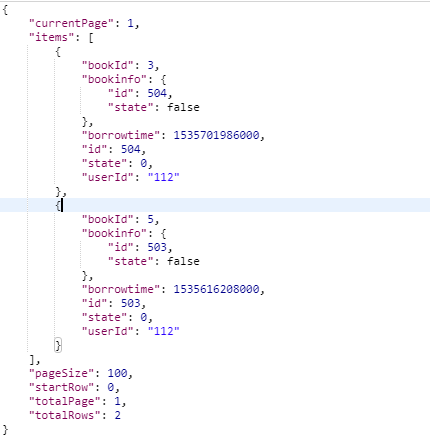 {
"currentPage": 1,
"items": [
{
"bookId": 3,
"bookinfo": {
"id": 504,
"state": false
},
"borrowtime": 1535701986000,
"id": 504,
"state": 0,
"userId": "112"
},
{
"bookId": 5,
"bookinfo": {
"id": 503,
"state": false
},
"borrowtime": 1535616208000,
"id": 503,
"state": 0,
"userId": "112"
}
],
"pageSize": 100,
"startRow": 0,
"totalPage": 1,
"totalRows": 2
}